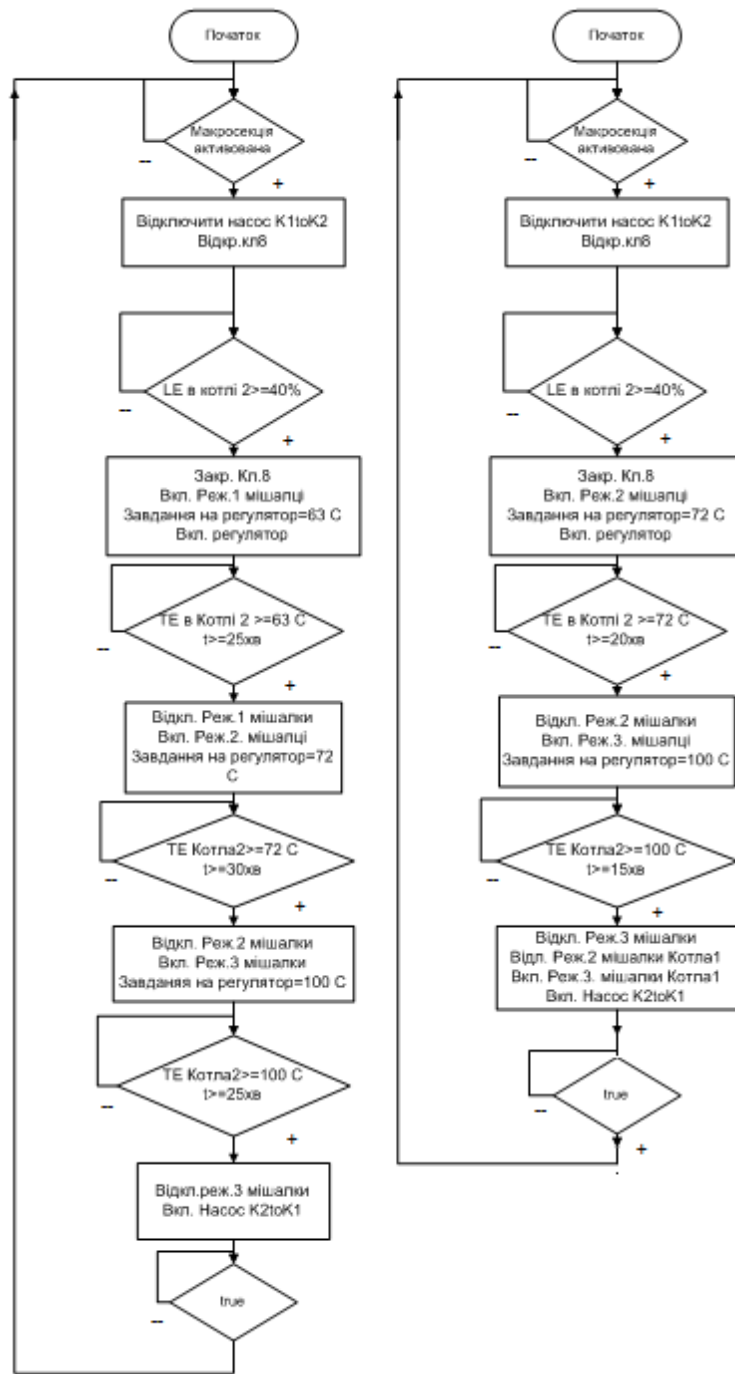 Початок
Макросекція
активована
--
+
Відключити насос K1toK2
Відкр.кл8
LE в котлі 2>=40%
--
+
Закр. Кл.8
Вкл. Реж.1 мішалці
Завдання на регулятор=63 С
Вкл. регулятор
ТЕ в Котлі 2 >=63 С
t>=25хв
--
+
Відкл. Реж.1 мішалки
Вкл. Реж.2. мішалці
Завдання на регулятор=72
С
ТЕ Котла2>=72 С
t>=30хв
--
+
Відкл. Реж.2 мішалки
Вкл. Реж.3 мішалки
Завданяя на регулятор=100 С
ТЕ Котла2>=100 С
t>=25хв
--
+
Відкл.реж.3 мішалки
Вкл. Насос K2toK1
true
--
Початок
Макросекція
активована
--
+
Відключити насос K1toK2
Відкр.кл8
LE в котлі 2>=40%
--
+
Закр. Кл.8
Вкл. Реж.2 мішалці
Завдання на регулятор=72 С
Вкл. регулятор
ТЕ в Котлі 2 >=72 С
t>=20хв
--
+
Відкл. Реж.2 мішалки
Вкл. Реж.3. мішалці
Завдання на регулятор=100 С
ТЕ Котла2>=100 С
t>=15хв
--
+
Відкл. Реж.3 мішалки
Відл. Реж.2 мішалки Котла1
Вкл. Реж.3. мішалки Котла1
Вкл. Насос K2toK1
true
--
+